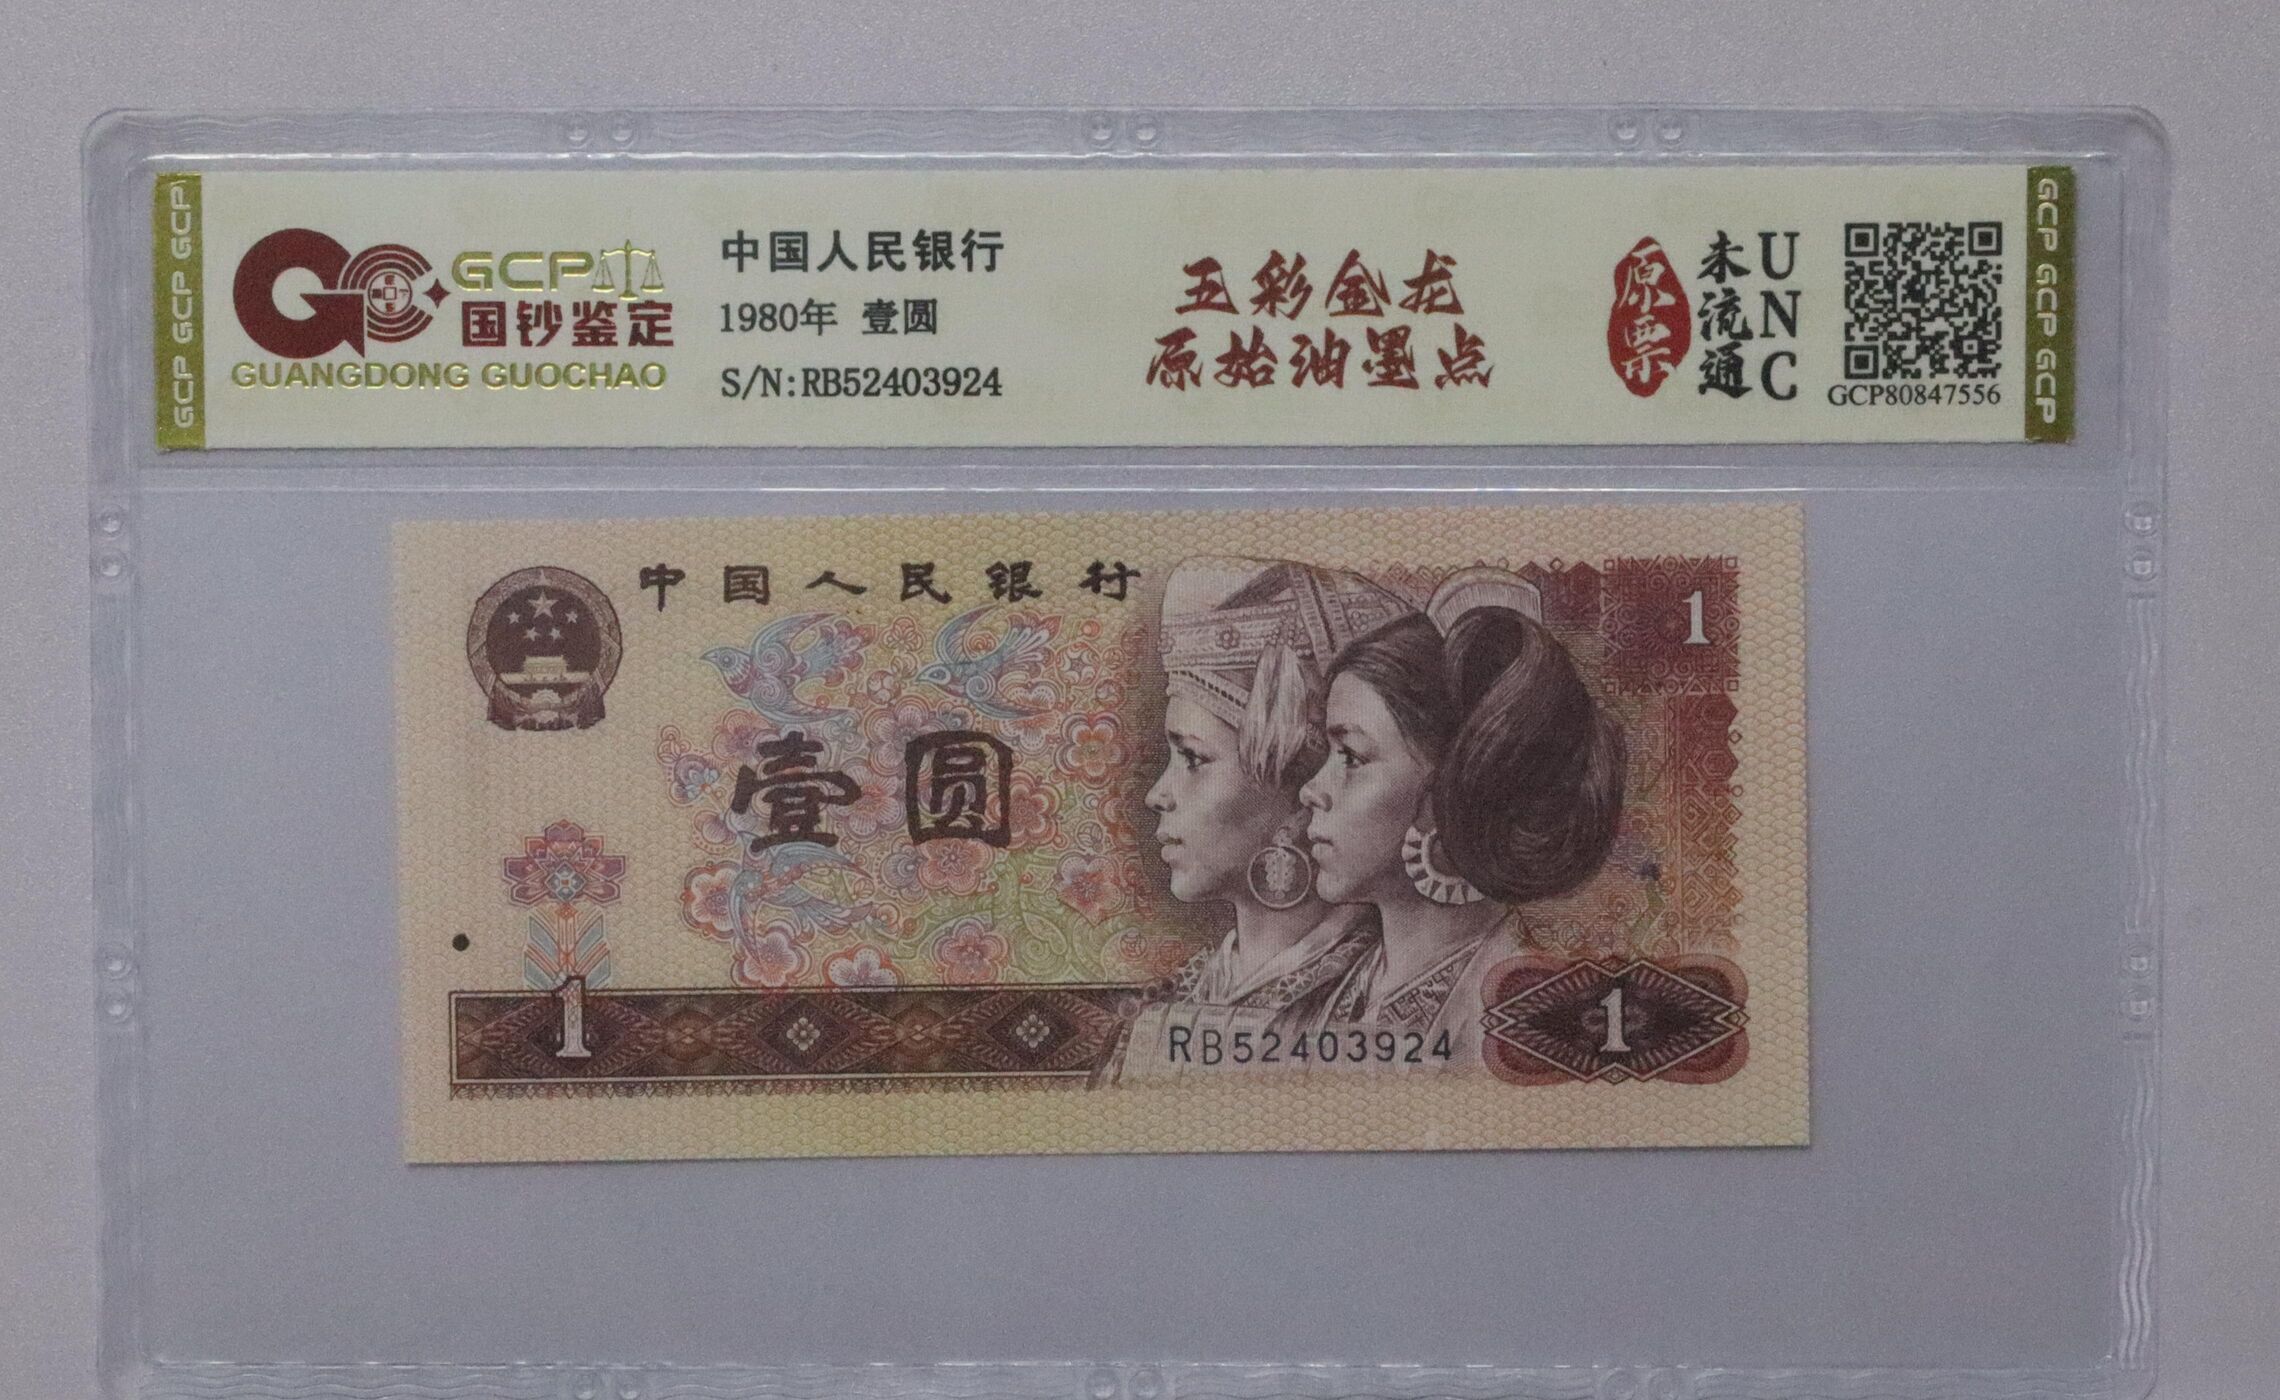 GCP GCP GCP
GCP
国钞鉴定
GUANGDONG GUOCHAO
中国人民银行
1980年 壹圆
S/N:RB52403924
五彩金龙
原始油墨点
原票
未流通
UNC
GCP80847556
GCP GCP GCP
中国人民银行
1
壹圆
1
RB52403924
1